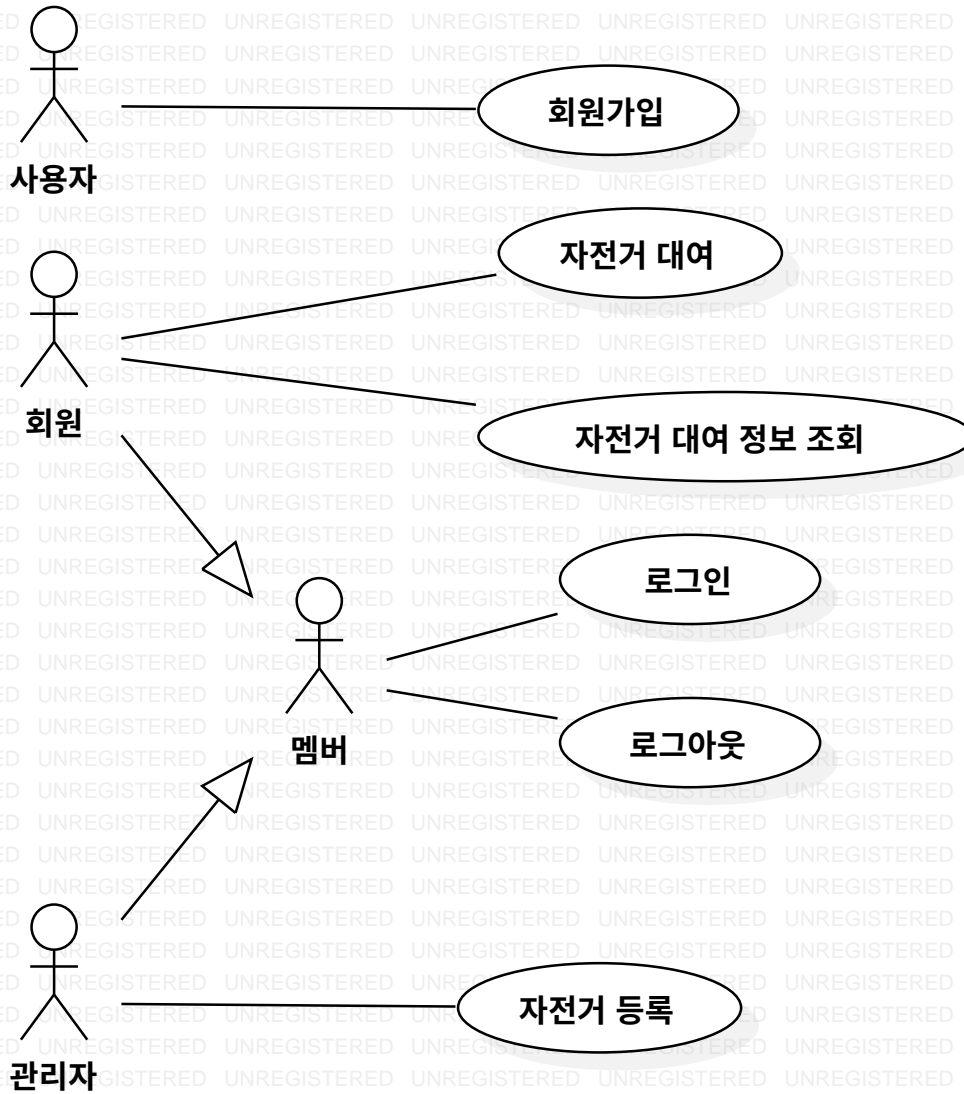 회원가입
사용자
자전거 대여
회원
자전거 대여 정보 조회
로그인
멤버
로그아웃
자전거 등록
관리자
UNREGISTERED